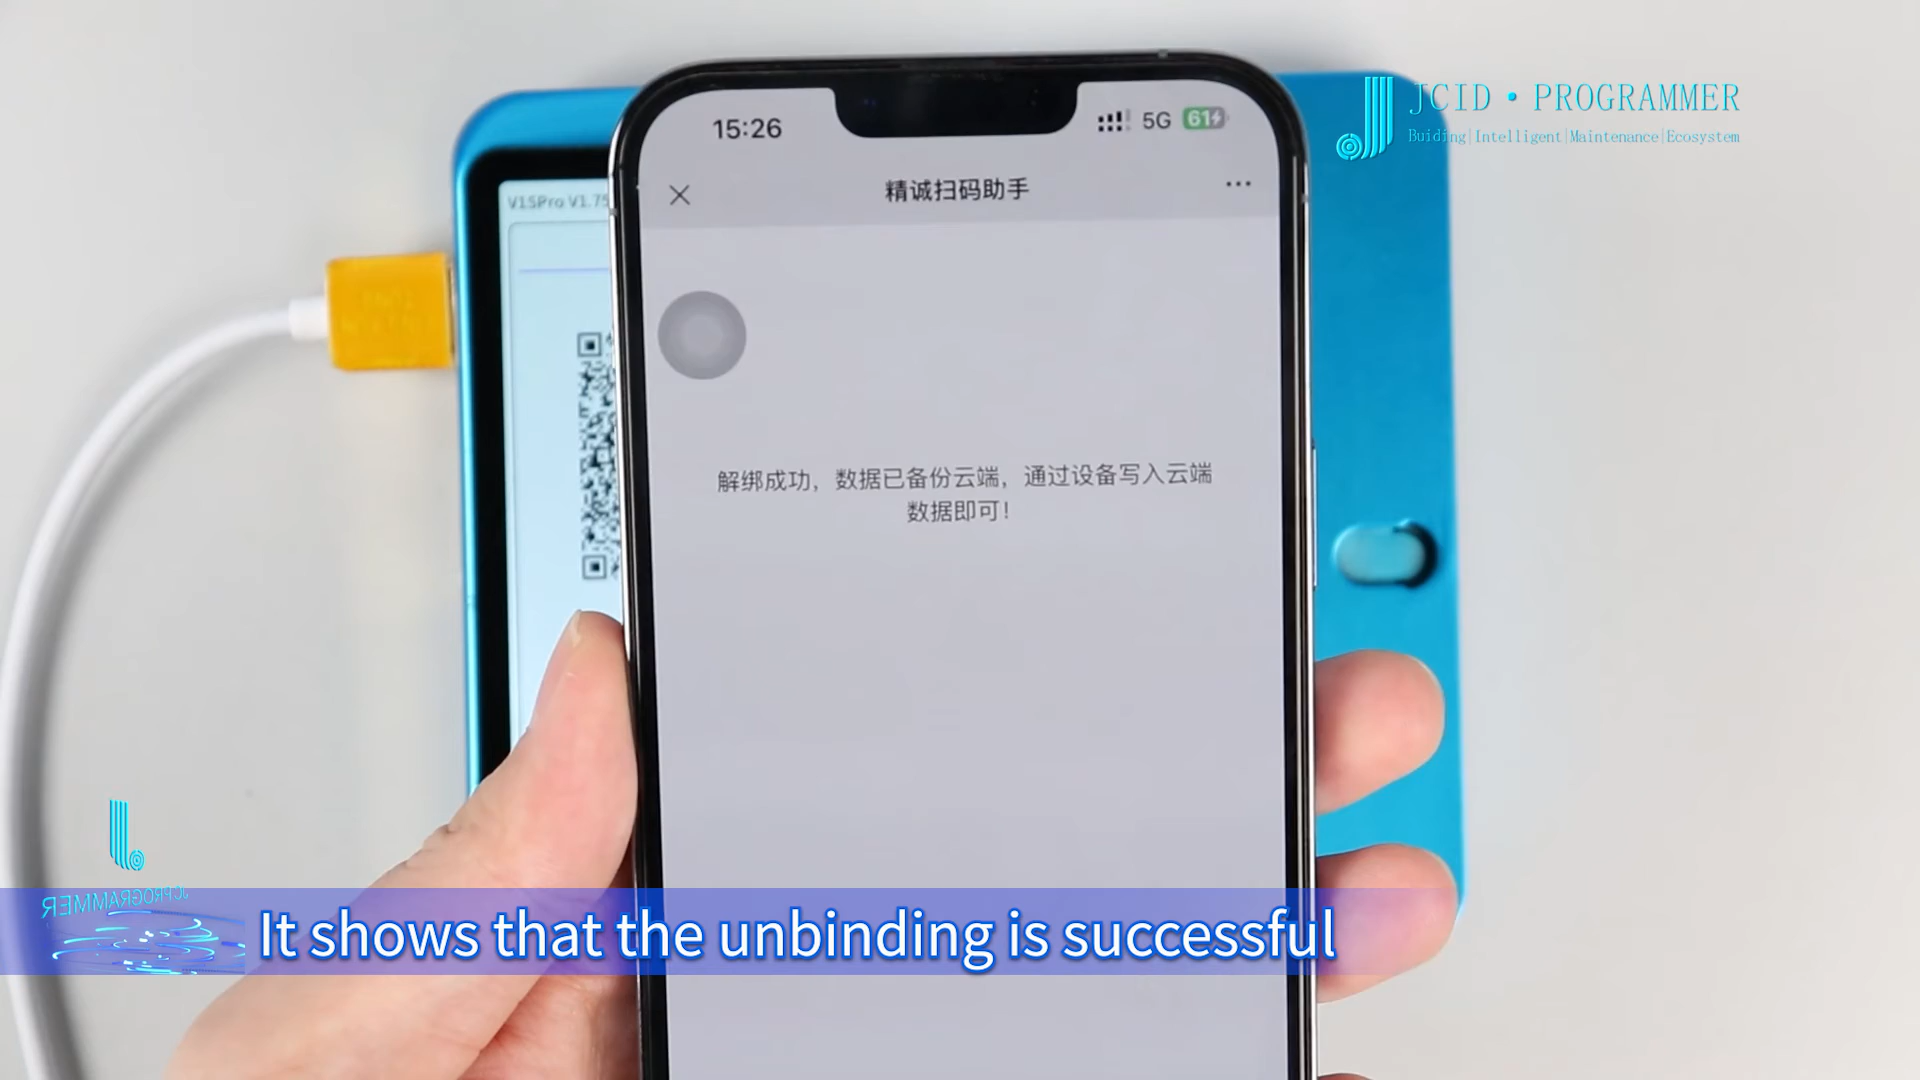 JCID·PROGRAMMER
Buiding|Intelligent|Maintenance|Ecosystem
15:26
5G
61
V1SPro V1.75
精诚扫码助手
解绑成功，数据已备份云端，通过设备写入云端
数据即可！
JCPROGRAMMER
It shows that the unbinding is successful